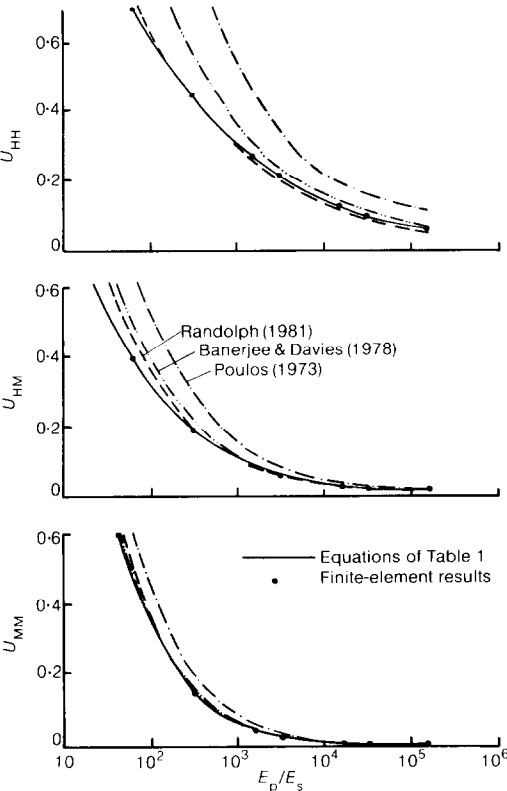 0·6
0·4
0·2
0
U_HH
0·6
0·4
0·2
0
U_HM
Randolph (1981)
Banerjee & Davies (1978)
Poulos (1973)
0·6
0·4
0·2
0
U_MM
Equations of Table 1
Finite-element results
10 10² 10³ 10⁴ 10⁵ 10⁶
E_p/E_s